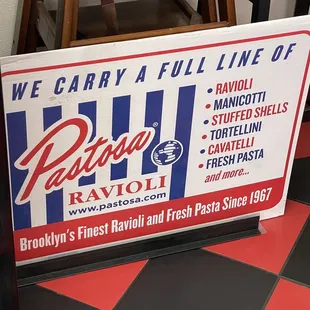 WE CARRY A FULL LINE OF
Pastosa®
RAVIOLI
www.pastosa.com
• RAVIOLI
• MANICOTTI
• STUFFED SHELLS
• TORTELLINI
• CAVATELLI
• FRESH PASTA
and more...
Brooklyn's Finest Ravioli and Fresh Pasta Since 1967